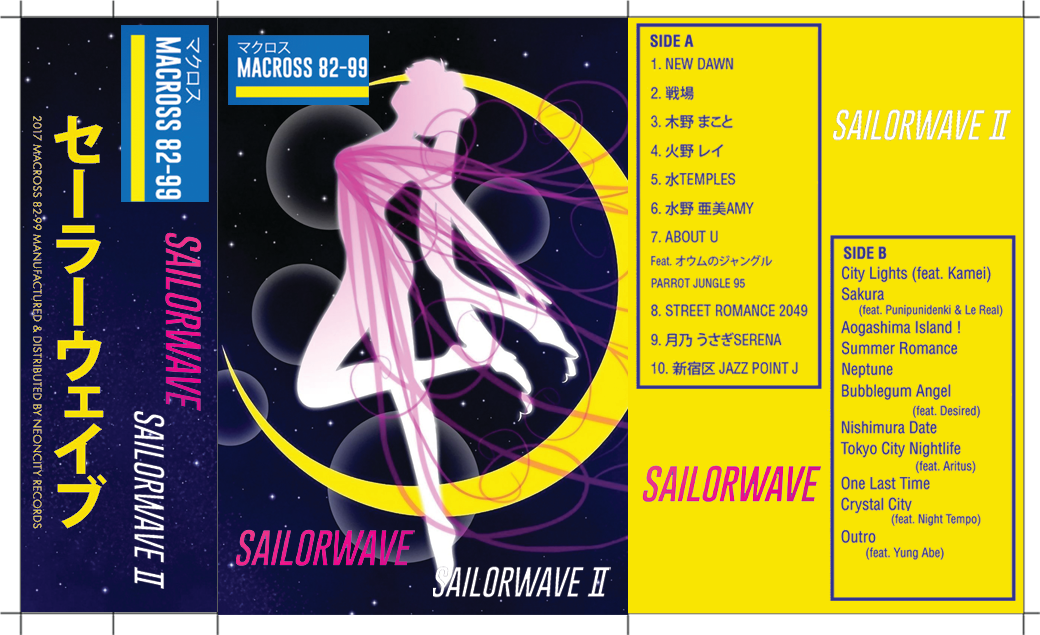 マクロス
MACROSS 82-99
セーラーウェイブ
2017 MACROSS 82-99 MANUFACTURED & DISTRIBUTED BY NEONCITY RECORDS
SAILORWAVE
SAILORWAVE II
マクロス
MACROSS 82-99
SAILORWAVE
SAILORWAVE II
SIDE A
1. NEW DAWN
2. 戦場
3. 木野 まこと
4. 火野 レイ
5. 水TEMPLES
6. 水野 亜美AMY
7. ABOUT U
Feat. オウムのジャングル
PARROT JUNGLE 95
8. STREET ROMANCE 2049
9. 月乃 うさぎSERENA
10. 新宿区 JAZZ POINT J
SAILORWAVE
SAILORWAVE II
SIDE B
City Lights (feat. Kamei)
Sakura
(feat. Punipunidenki & Le Real)
Aogashima Island !
Summer Romance
Neptune
Bubblegum Angel
(feat. Desired)
Nishimura Date
Tokyo City Nightlife
(feat. Aritus)
One Last Time
Crystal City
(feat. Night Tempo)
Outro
(feat. Yung Abe)